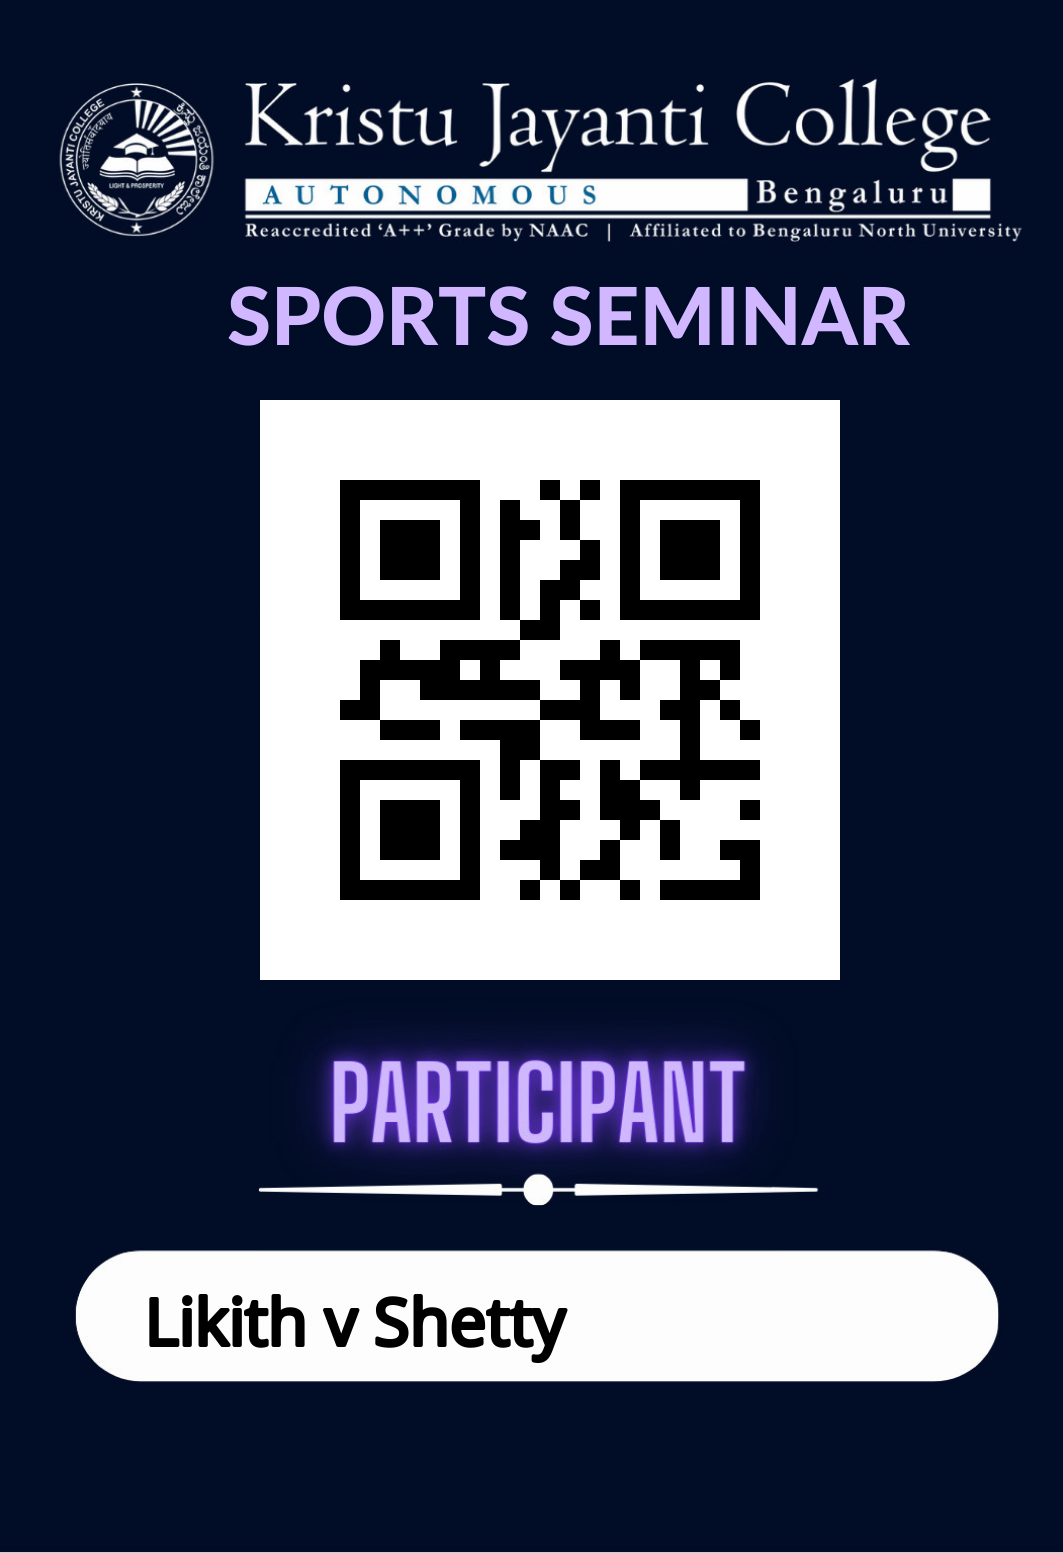 KRISTU JAYANTI COLLEGE
LIGHT & PROSPERITY
Kristu Jayanti College
AUTONOMOUS Bengaluru
Reaccredited ‘A++’ Grade by NAAC | Affiliated to Bengaluru North University
SPORTS SEMINAR
PARTICIPANT
Likith v Shetty